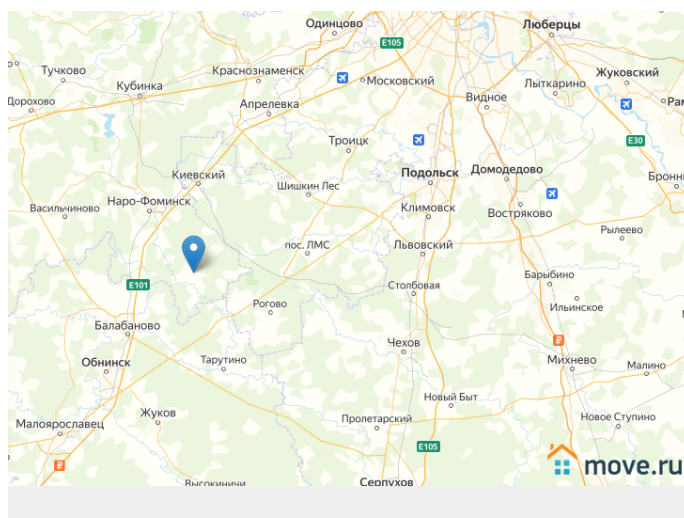 Одинцово
Люберцы
E105
Тучково
Краснознаменск
Московский
Жуковский
Кубинка
Лыткарино
Дорохово
Видное
Рам
Апрелевка
Троицк
E30
Киевский
Подольск
Домодедово
Шишкин Лес
Бронни
Васильчиново
Наро-Фоминск
Климовск
Востряково
Рылеево
пос. ЛМС
Львовский
E101
Столбовая
Барыбино
Рогово
Ильинское
Балабаново
Чехов
Обнинск
Тарутино
Михнево
Малино
Новый Быт
Жуков
Пролетарский
Новое Ступино
Малоярославец
E105
move.ru
Высокиничи
Серпухов